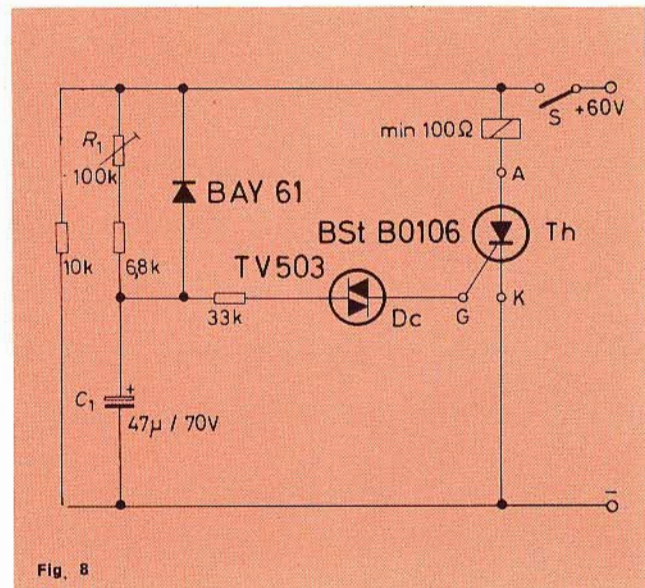 R₁
100k
10k
6,8k
BAY 61
TV503
33k
Dc
C₁
+
47µ / 70V
min 100Ω
S
+60V
A
BSt B0106
Th
G
K
–
Fig. 8